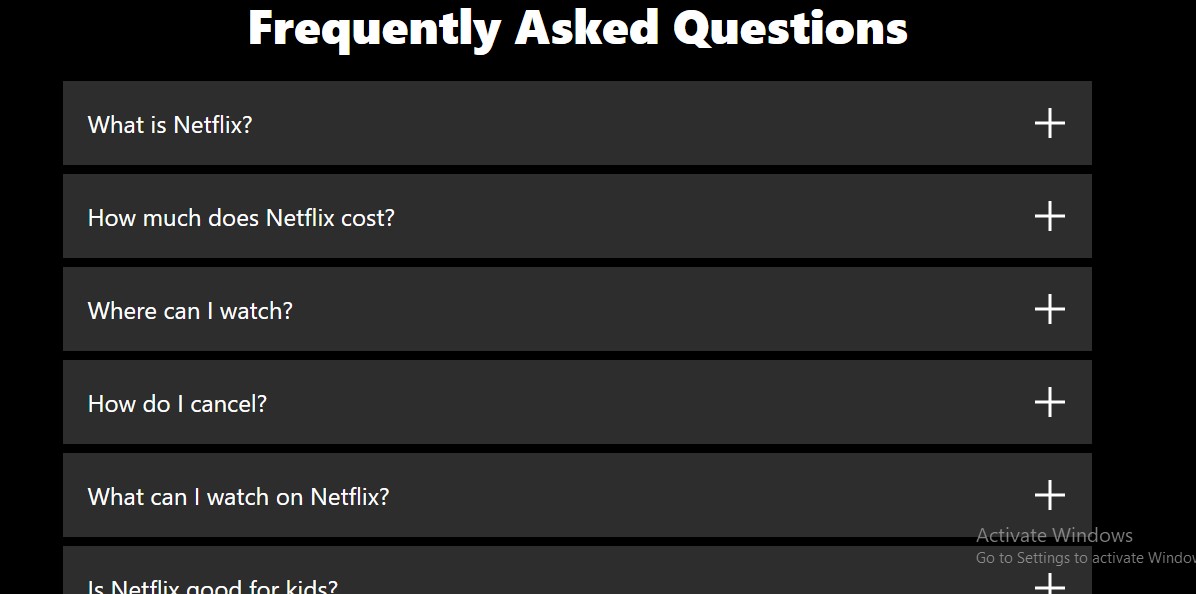 Frequently Asked Questions
What is Netflix?
How much does Netflix cost?
Where can I watch?
How do I cancel?
What can I watch on Netflix?
Activate Windows
Go to Settings to activate Window
Is Netflix good for kids?